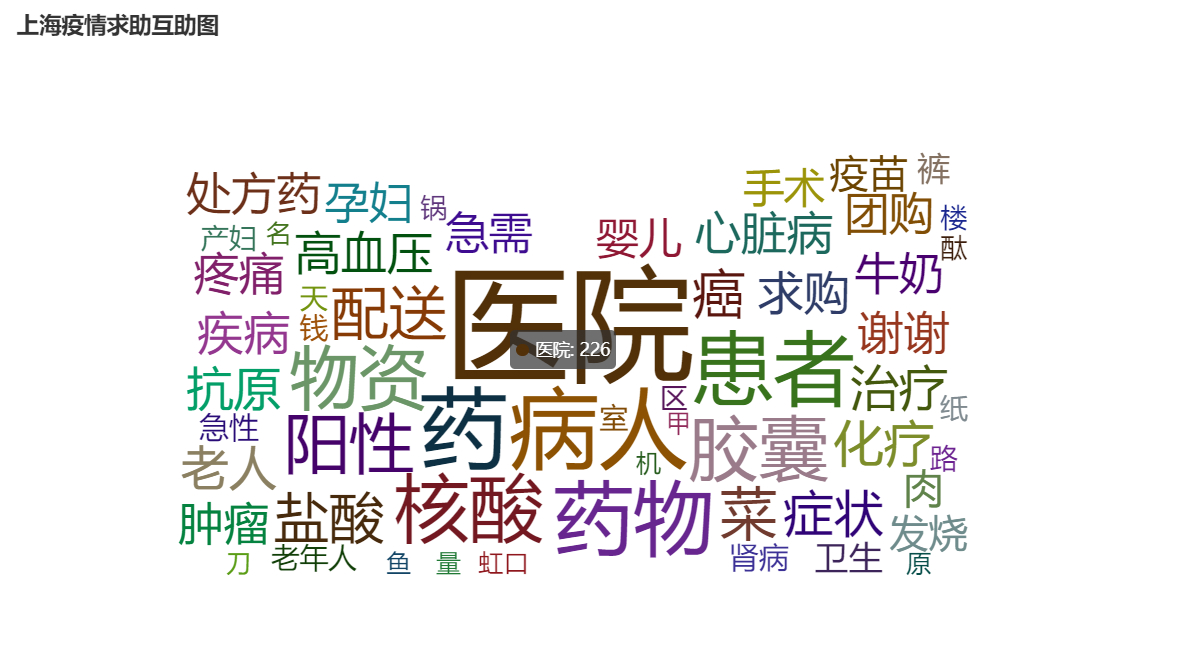 上海疫情求助互助图
手术
疫苗
裤
处方药
孕妇
锅
急需
婴儿
心脏病
团购
楼
产妇
名
高血压
酞
疼痛
医院
癌
求购
牛奶
天
钱
配送
疾病
谢谢
医院: 226
物资
患者
抗原
治疗
药
病人
室
区
甲
纸
急性
阳性
胶囊
化疗
老人
机
路
肉
肿瘤
盐酸
核酸
药物
菜
症状
发烧
刀
老年人
鱼
量
虹口
肾病
卫生
原